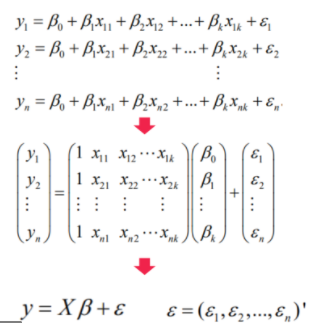 y₁ = β₀ + β₁x₁₁ + β₂x₁₂ + ... + βₖx₁ₖ + ε₁
y₂ = β₀ + β₁x₂₁ + β₂x₂₂ + ... + βₖx₂ₖ + ε₂
⋮ ⋮
yₙ = β₀ + β₁xₙ₁ + β₂xₙ₂ + ... + βₖxₙₖ + εₙ.
(y₁) = (1 x₁₁ x₁₂ ⋯ x₁ₖ) (β₀) + (ε₁)
(y₂) (1 x₂₁ x₂₂ ⋯ x₂ₖ) (β₁) (ε₂)
(⋮) (⋮ ⋮ ⋮ ⋮) (⋮) (⋮)
(yₙ) (1 xₙ₁ xₙ₂ ⋯ xₙₖ) (βₖ) (εₙ)
y = Xβ + ε ε = (ε₁, ε₂, ..., εₙ)'